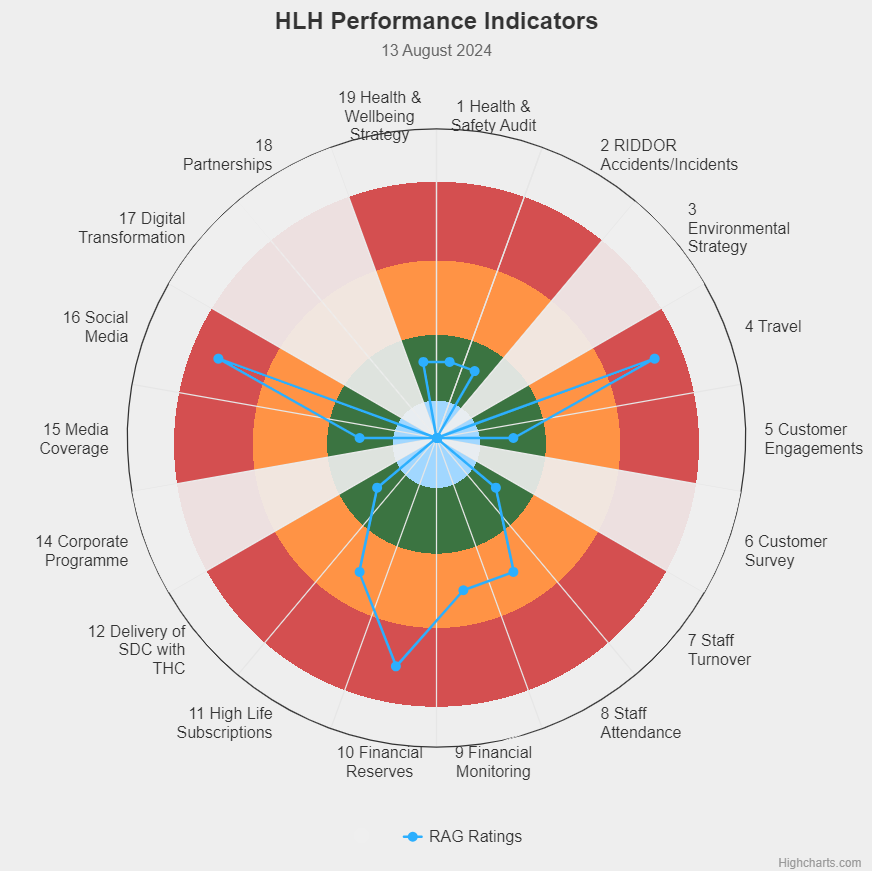 HLH Performance Indicators
13 August 2024
19 Health &
Wellbeing
Strategy
1 Health &
Safety Audit
2 RIDDOR
Accidents/Incidents
3
Environmental
Strategy
4 Travel
5 Customer
Engagements
6 Customer
Survey
7 Staff
Turnover
8 Staff
Attendance
9 Financial
Monitoring
10 Financial
Reserves
11 High Life
Subscriptions
12 Delivery of
SDC with
THC
14 Corporate
Programme
15 Media
Coverage
16 Social
Media
17 Digital
Transformation
18
Partnerships
RAG Ratings
Highcharts.com